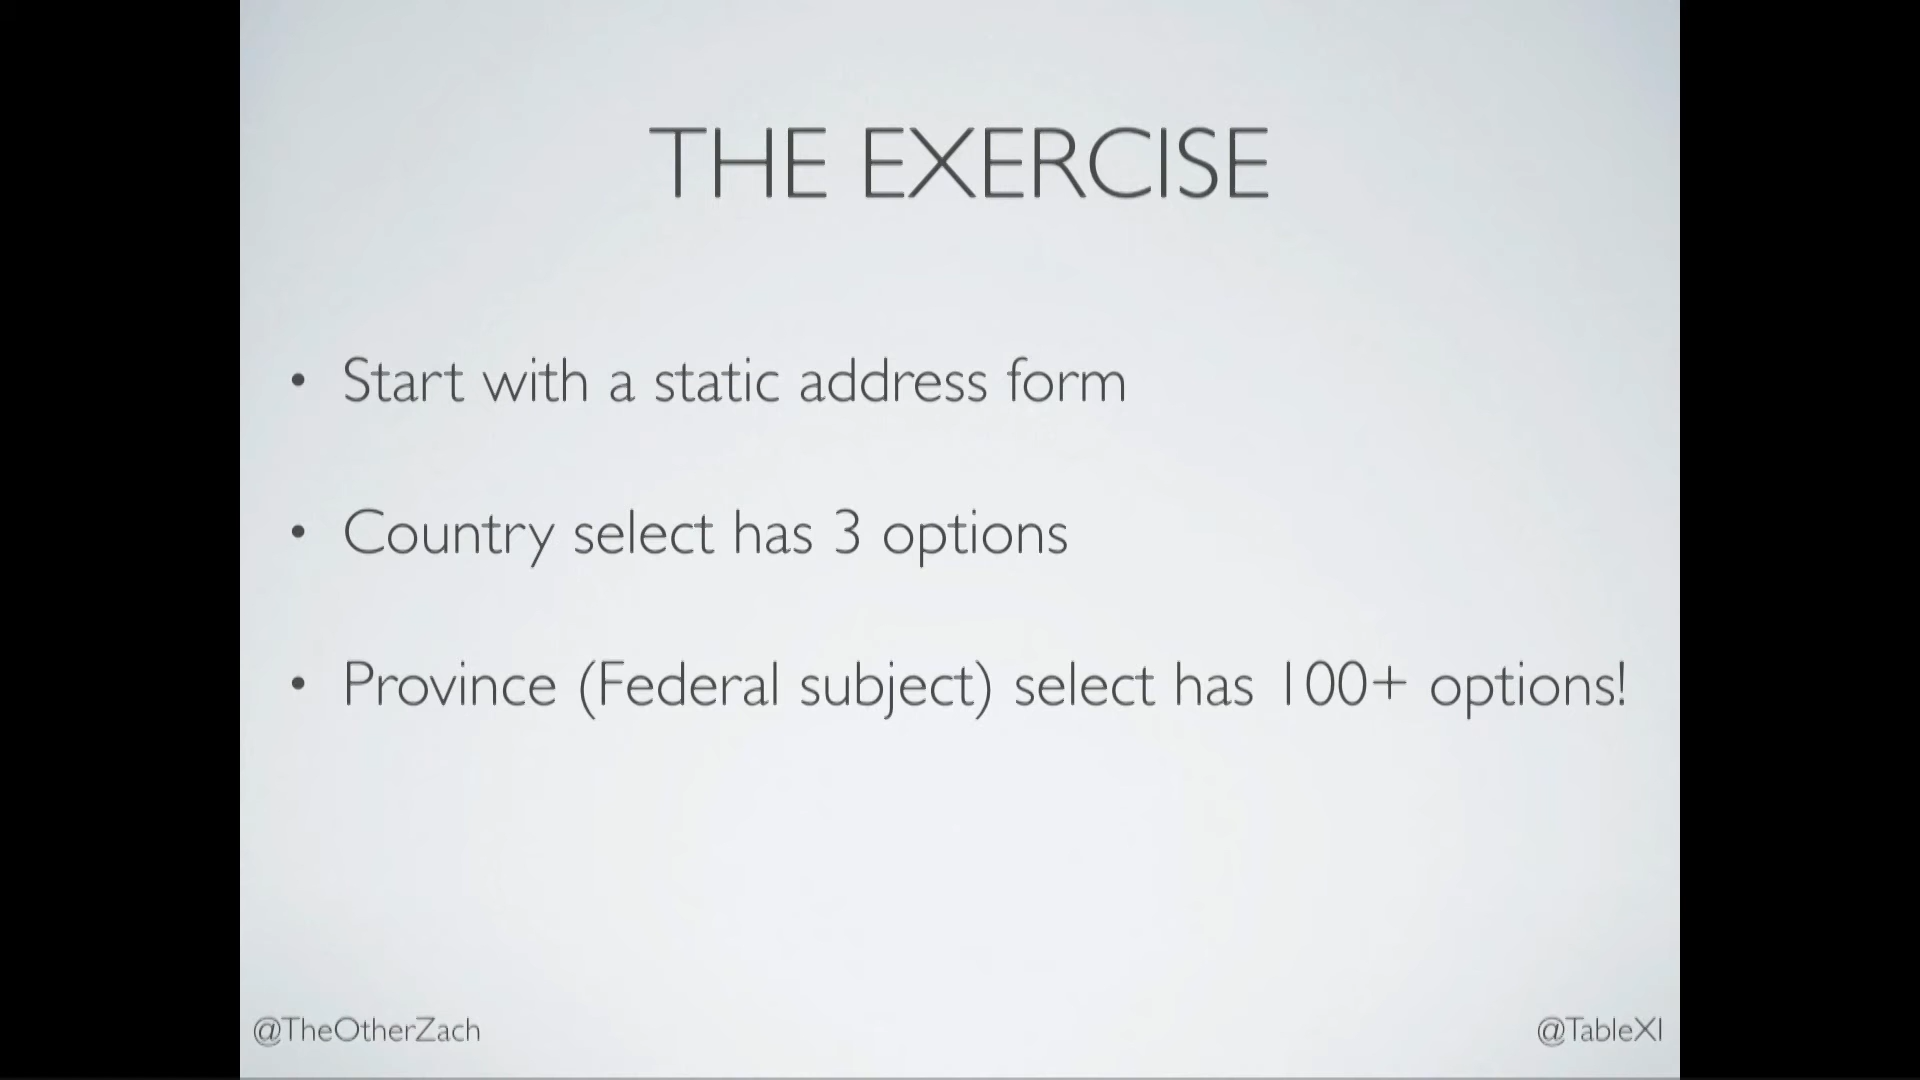 THE EXERCISE
• Start with a static address form
• Country select has 3 options
• Province (Federal subject) select has 100+ options!
@TheOtherZach
@TableXI